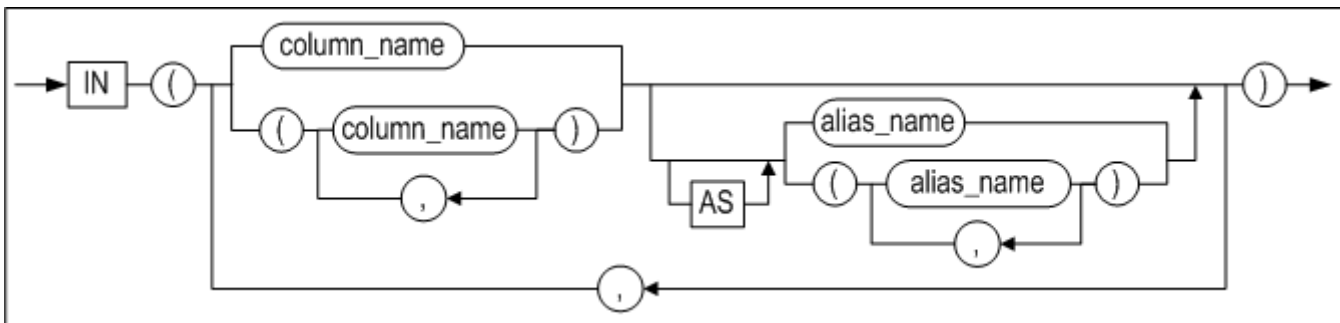 column_name
IN ( )
( column_name ) alias_name
, AS ( alias_name )
,
,